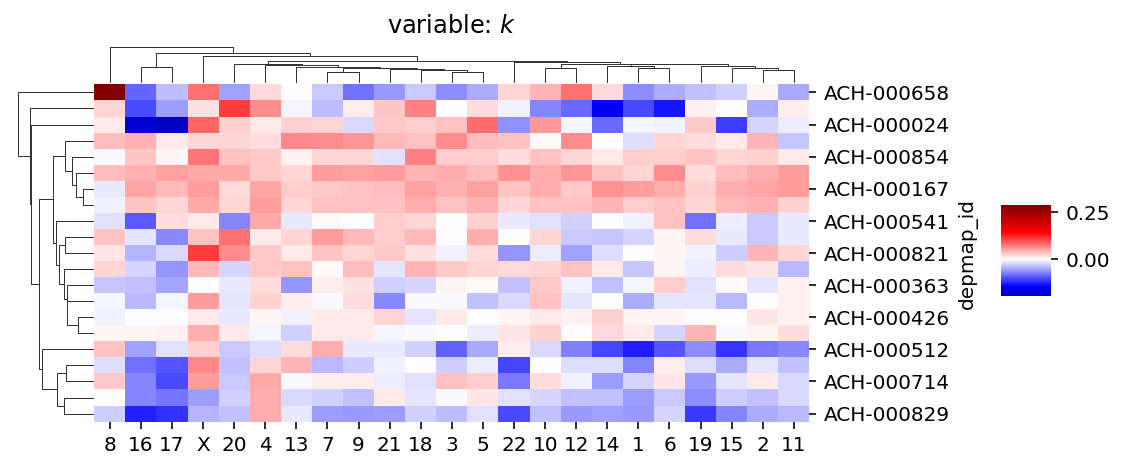 variable: k
ACH-000658
ACH-000024
ACH-000854
ACH-000167
ACH-000541
ACH-000821
ACH-000363
ACH-000426
ACH-000512
ACH-000714
ACH-000829
depmap_id
0.25
0.00
8 16 17 X 20 4 13 7 9 21 18 3 5 22 10 12 14 1 6 19 15 2 11